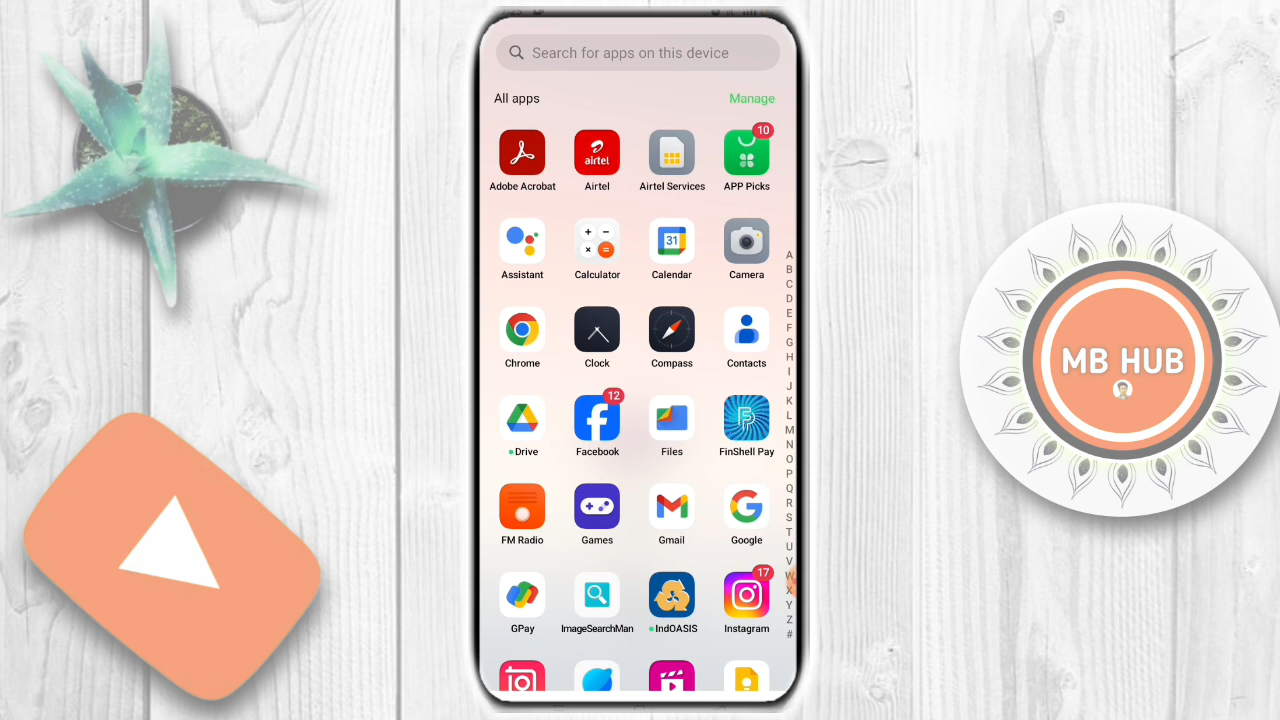 Search for apps on this device
All apps
Manage
10
airtel
Adobe Acrobat
Airtel
Airtel Services
APP Picks
31
Assistant
Calculator
Calendar
Camera
Chrome
Clock
Compass
Contacts
12
Drive
Facebook
Files
FinShell Pay
FM Radio
Games
Gmail
Google
17
GPay
ImageSearchMan
IndOASIS
Instagram
A
B
C
D
E
F
G
H
I
J
K
L
M
N
O
P
Q
R
S
T
U
V
W
X
Y
Z
#
MB HUB